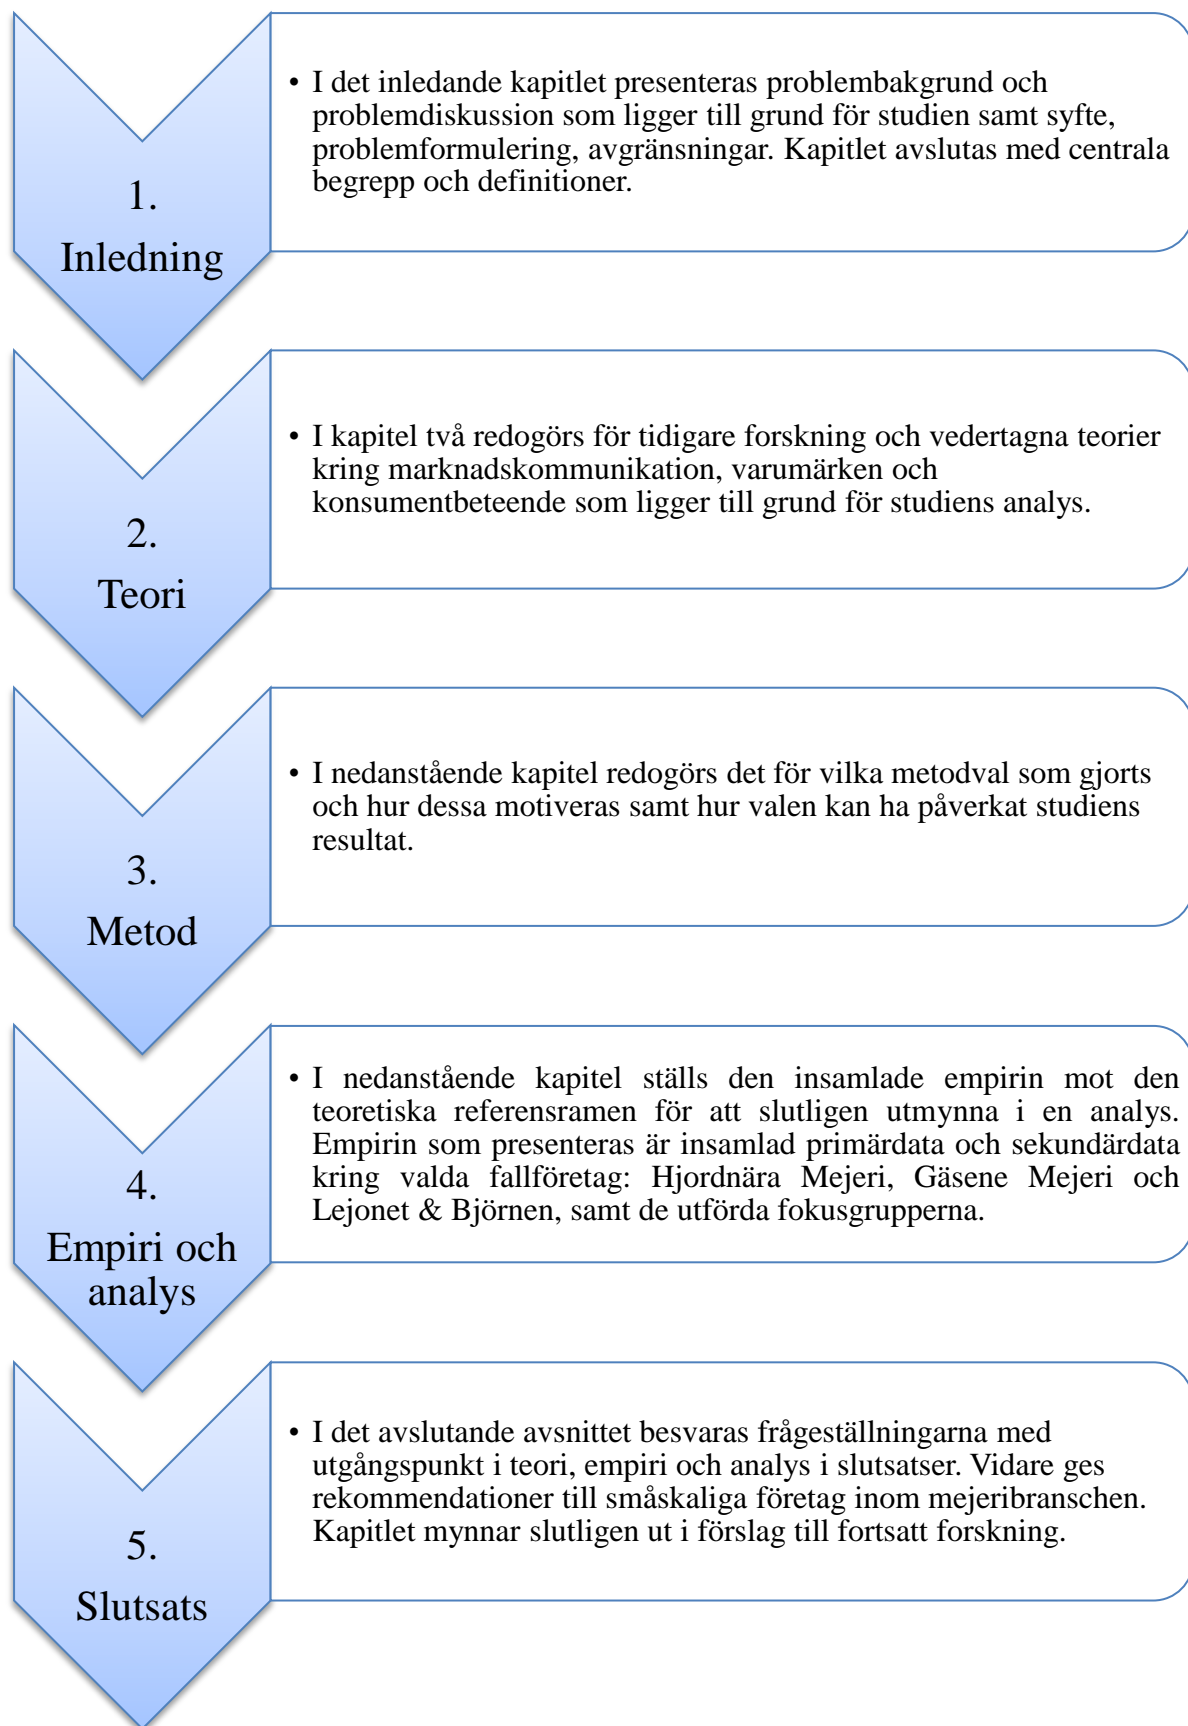 1.
Inledning
• I det inledande kapitlet presenteras problembakgrund och
problemdiskussion som ligger till grund för studien samt syfte,
problemformulering, avgränsningar. Kapitlet avslutas med centrala
begrepp och definitioner.
2.
Teori
• I kapitel två redogörs för tidigare forskning och vedertagna teorier
kring marknadskommunikation, varumärken och
konsumentbeteende som ligger till grund för studiens analys.
3.
Metod
• I nedanstående kapitel redogörs det för vilka metodval som gjorts
och hur dessa motiveras samt hur valen kan ha påverkat studiens
resultat.
4.
Empiri och
analys
• I nedanstående kapitel ställs den insamlade empirin mot den
teoretiska referensramen för att slutligen utmynna i en analys.
Empirin som presenteras är insamlad primärdata och sekundärdata
kring valda fallföretag: Hjordnära Mejeri, Gäsene Mejeri och
Lejonet & Björnen, samt de utförda fokusgrupperna.
5.
Slutsats
• I det avslutande avsnittet besvaras frågeställningarna med
utgångspunkt i teori, empiri och analys i slutsatser. Vidare ges
rekommendationer till småskaliga företag inom mejeribranschen.
Kapitlet mynnar slutligen ut i förslag till fortsatt forskning.